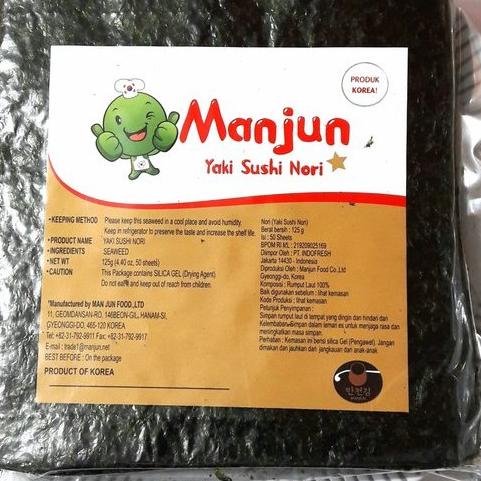 PRODUK
KOREA!
Manjun
Yaki Sushi Nori
•KEEPING METHOD Please keep this seaweed in a cool place and avoid humidity.
Keep in refrigerator to preserve the taste and increase the shelf life.
•PRODUCT NAME YAKI SUSHI NORI
•INGREDIENTS SEAWEED
•NET WT 125g (4.40 oz, 50 sheets)
•CAUTION This Package contains SILICA GEL (Drying Agent)
Do not eat and keep out of reach from children.
*Manufactured by MAN JUN FOOD.,LTD
11, GEOMDANSAN-RO, 146BEON-GIL, HANAM-SI,
GYEONGGI-DO, 465-120 KOREA
Tel: +82-31-792-9911 Fax: +82-31-792-9917
E-mail : trade1@manjun.net
BEST BEFORE : On the package
PRODUCT OF KOREA
Nori (Yaki Sushi Nori)
Berat bersih : 125 g
Isi : 50 Sheets
BPOM RI ML : 219209025169
Diimpor Oleh : PT. INDOFRESH
Jakarta 14430 - Indonesia
Diproduksi Oleh : Manjun Food Co.,Ltd
Gyeonggi-do, Korea
Komposisi : Rumput Laut 100%
Baik digunakan sebelum : lihat kemasan
Kode Produksi : lihat kemasan
Petunjuk Penyimpanan :
Simpan rumput laut di tempat yang dingin dan hindari dari
Kelembaban. Simpan dalam lemari es untuk menjaga rasa dan
meningkatkan masa simpan.
Perhatian : Kemasan ini berisi silica Gel (Pengawet). Jangan
dimakan dan jauhkan dari jangkauan dan anak-anak
만전김